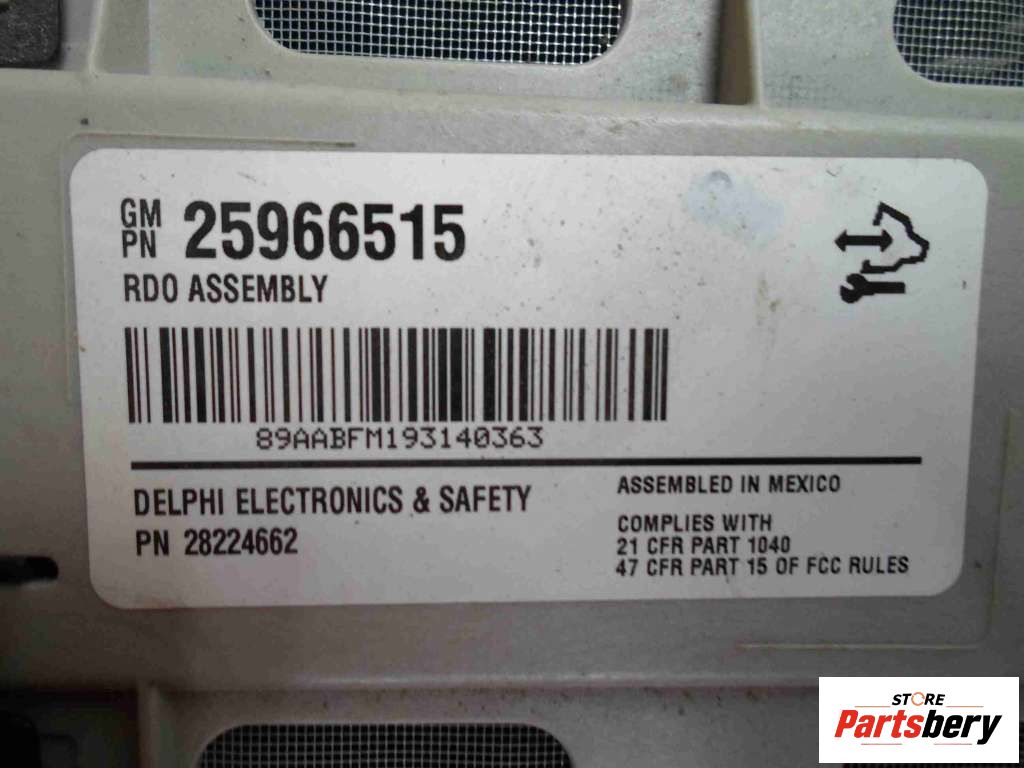 GM PN 25966515
RDO ASSEMBLY
89AABFM193140363
DELPHI ELECTRONICS & SAFETY
PN 28224662
ASSEMBLED IN MEXICO
COMPLIES WITH
21 CFR PART 1040
47 CFR PART 15 OF FCC RULES
STORE
Partsbery